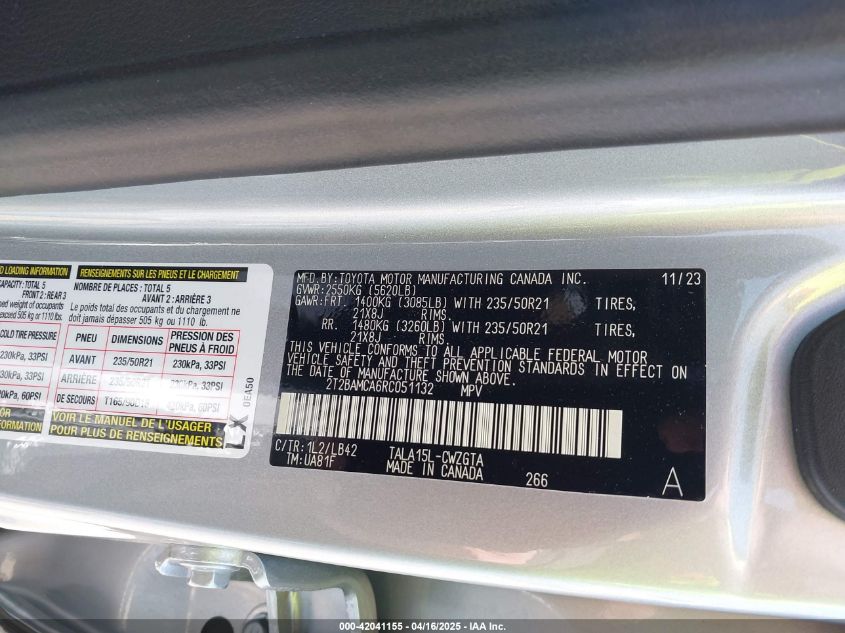 D LOADING INFORMATION
CAPACITY: TOTAL 5
FRONT 2: REAR 3
weight of occupants
exceed 505 kg or 1110 lbs.
COLD TIRE PRESSURE
230kPa, 33PSI
230kPa, 33PSI
kPa, 60PSI
INFORMATION
RENSEIGNEMENTS SUR LES PNEUS ET LE CHARGEMENT
NOMBRE DE PLACES : TOTAL 5
AVANT 2 : ARRIÈRE 3
Le poids total des occupants et du chargement ne
doit jamais dépasser 505 kg ou 1110 lb.
PNEU DIMENSIONS PRESSION DES PNEUS À FROID
AVANT 235/50R21 230kPa, 33PSI
ARRIÈRE 235/50R21 230kPa, 33PSI
DE SECOURS 420kPa, 60PSI
VOIR LE MANUEL DE L'USAGER
POUR PLUS DE RENSEIGNEMENTS
LX 0EA50
MFD.BY:TOYOTA MOTOR MANUFACTURING CANADA INC. 11/23
GVWR:2550KG (5620LB)
GAWR:FRT. 1400KG (3085LB) WITH 235/50R21 TIRES,
21X8J RIMS.
RR. 1480KG (3260LB) WITH 235/50R21 TIRES,
21X8J RIMS.
THIS VEHICLE CONFORMS TO ALL APPLICABLE FEDERAL MOTOR
VEHICLE SAFETY AND THEFT PREVENTION STANDARDS IN EFFECT ON
THE DATE OF MANUFACTURE SHOWN ABOVE.
2T2BAMCA6RC051132 MPV
C/TR:1L2/LB42 TALA15L-CWZGTA
TM:UA81F MADE IN CANADA 266 A
000-42041155 - 04/16/2025 - IAA Inc.